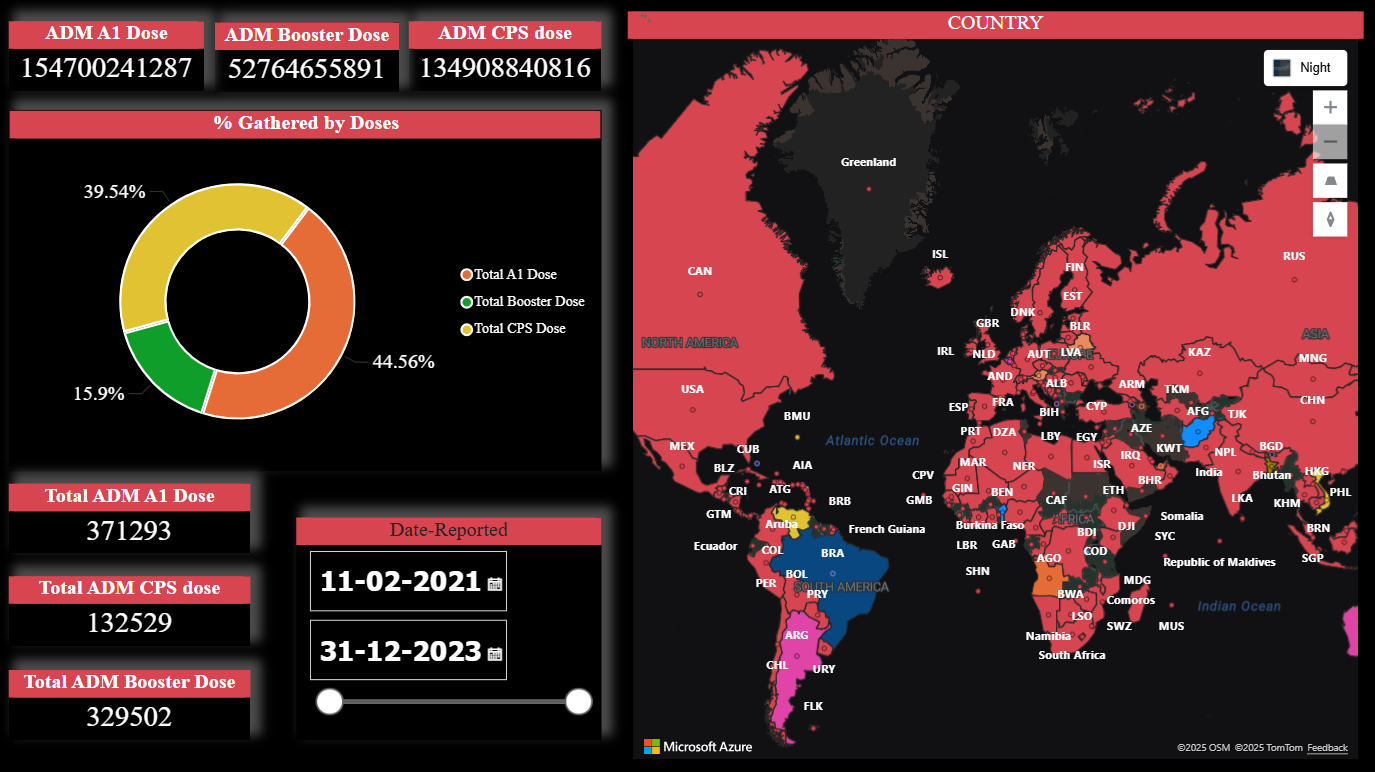 ADM A1 Dose
154700241287
ADM Booster Dose
52764655891
ADM CPS dose
134908840816
% Gathered by Doses
39.54%
15.9%
44.56%
Total A1 Dose
Total Booster Dose
Total CPS Dose
Total ADM A1 Dose
371293
Total ADM CPS dose
132529
Total ADM Booster Dose
329502
Date-Reported
11-02-2021
31-12-2023
COUNTRY
Night
Greenland
ISL
CAN
RUS
FIN
EST
DNK
GBR
BLR
NORTH AMERICA
ASIA
IRL
NLD
AUT
LVA
KAZ
MNG
USA
AND
ALB
ARM
TKM
CHN
BMU
ESP
FRA
BIH
CYP
AFG
TJK
Atlantic Ocean
PRT
DZA
LBY
EGY
AZE
KWT
MEX
CUB
BGD
NPL
BLZ
AIA
MAR
NER
ISR
IRQ
India
Bhutan
HKG
CPV
BHR
CRI
ATG
GIN
BEN
ETH
PHL
GTM
BRB
GMB
CAF
LKA
KHM
Aruba
French Guiana
Burkina Faso
AFRICA
DJI
Somalia
BRN
Ecuador
COL
BRA
LBR
GAB
BDI
SYC
COD
AGO
Republic of Maldives
SGP
PER
BOL
SOUTH AMERICA
SHN
MDG
PRY
BWA
Comoros
Indian Ocean
LSO
SWZ
MUS
ARG
Namibia
South Africa
CHL
URY
FLK
Microsoft Azure
©2025 OSM ©2025 TomTom Feedback